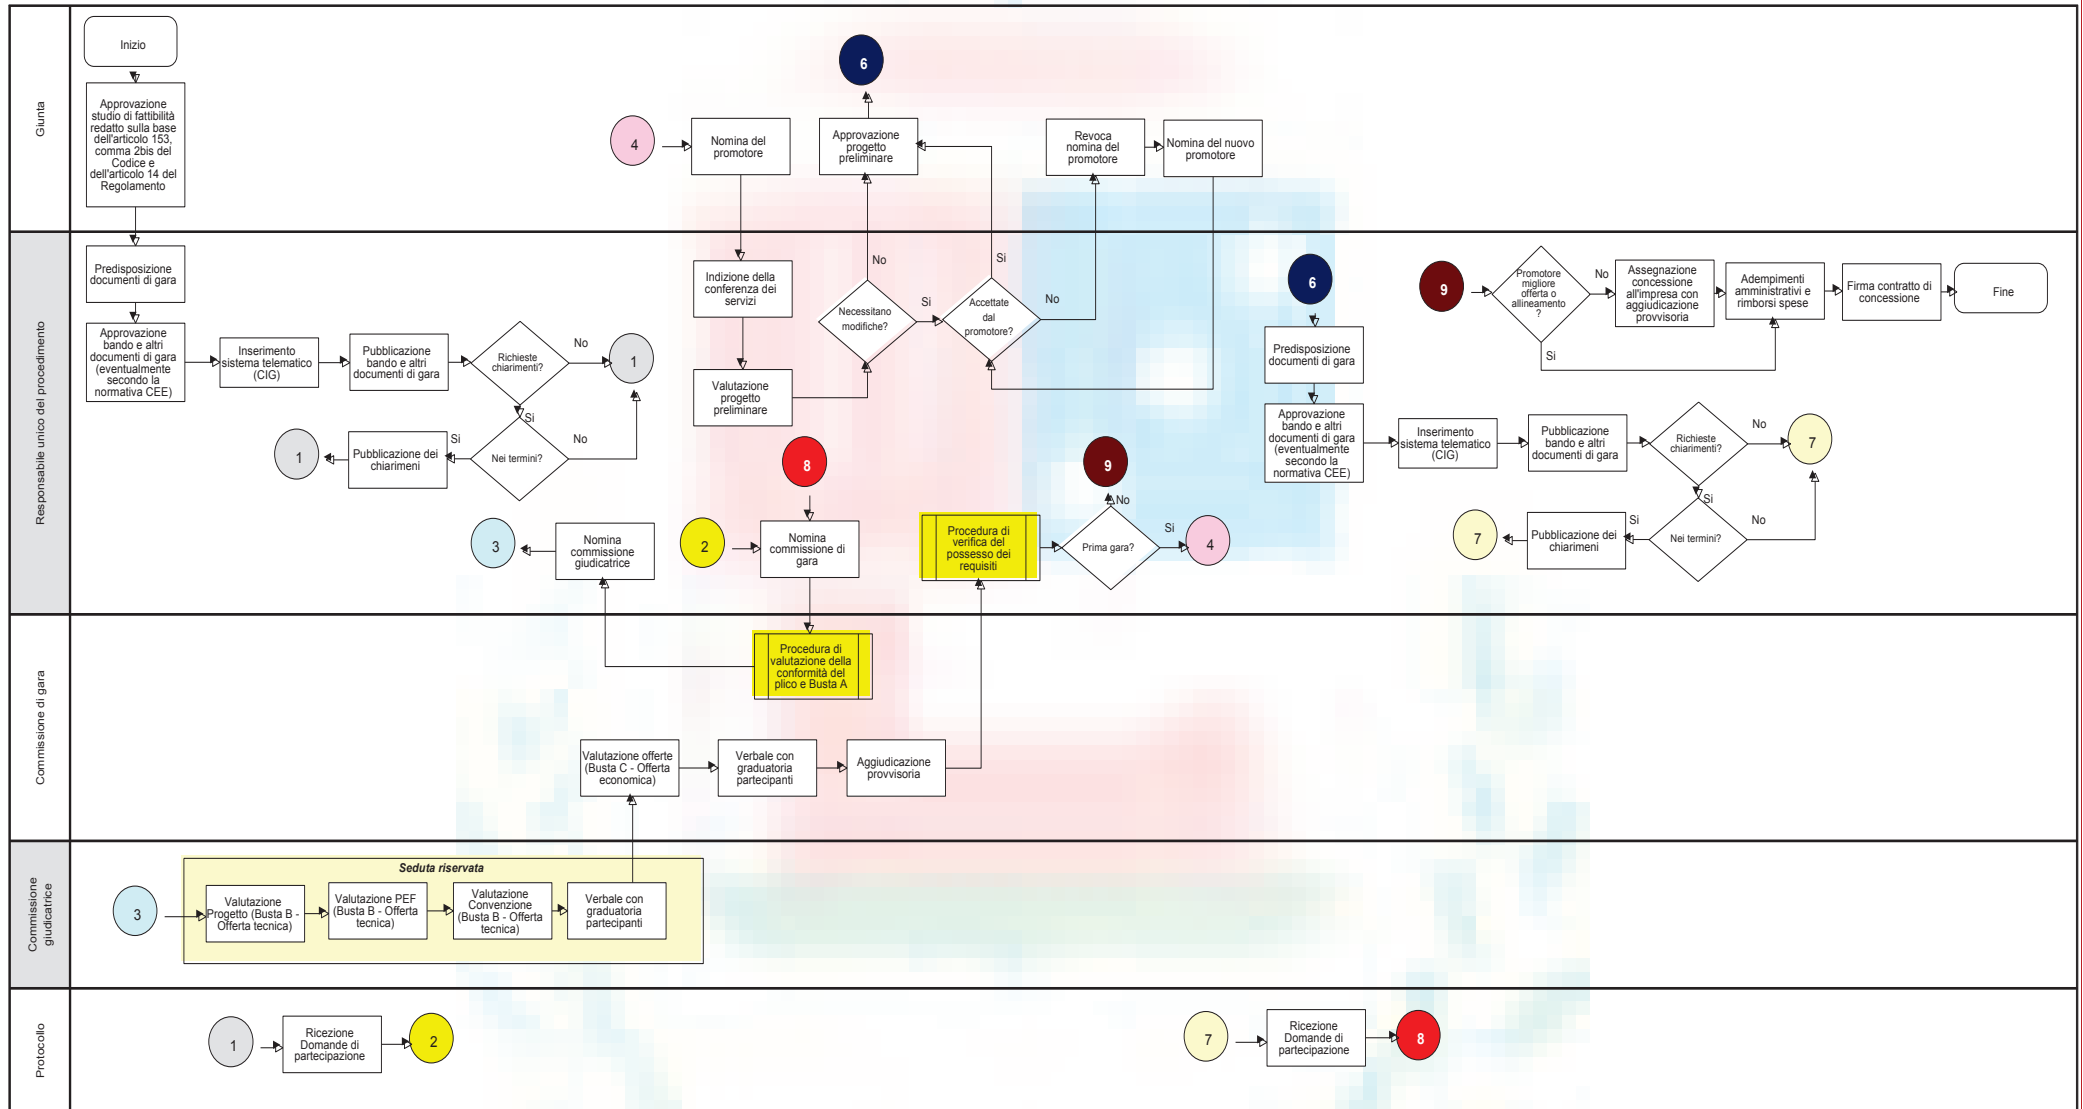 Giunta
Inizio
Approvazione
studio di fattibilità
redatto sulla base
dell'articolo 153,
comma 2bis del
Codice e
dell'articolo 14 del
Regolamento
4
Nomina del
promotore
6
Approvazione
progetto
preliminare
Revoca
nomina del
promotore
Nomina del nuovo
promotore
Responsabile unico del procedimento
Predisposizione
documenti di gara
Approvazione
bando e altri
documenti di gara
(eventualmente
secondo la
normativa CEE)
Inserimento
sistema telematico
(CIG)
Pubblicazione
bando e altri
documenti di gara
Richieste
chiarimenti?
No
1
Si
Nei termini?
No
Si
Pubblicazione dei
chiarimeni
1
Indizione della
conferenza dei
servizi
Valutazione
progetto
preliminare
No
Necessitano
modifiche?
Si
Si
Accettate
dal
promotore?
No
3
Nomina
commissione
giudicatrice
2
8
Nomina
commissione di
gara
Procedura di
verifica del
possesso dei
requisiti
9
No
Prima gara?
Si
4
6
Predisposizione
documenti di gara
Approvazione
bando e altri
documenti di gara
(eventualmente
secondo la
normativa CEE)
Inserimento
sistema telematico
(CIG)
Pubblicazione
bando e altri
documenti di gara
Richieste
chiarimenti?
No
7
Si
Nei termini?
No
Si
Pubblicazione dei
chiarimeni
7
9
Promotore
migliore
offerta o
allineamento
?
No
Si
Assegnazione
concessione
all'impresa con
aggiudicazione
provvisoria
Adempimenti
amministrativi e
rimborsi spese
Firma contratto di
concessione
Fine
Commissione di gara
Procedura di
valutazione della
conformità del
plico e Busta A
Valutazione offerte
(Busta C - Offerta
economica)
Verbale con
graduatoria
partecipanti
Aggiudicazione
provvisoria
Commissione
giudicatrice
3
Seduta riservata
Valutazione
Progetto (Busta B -
Offerta tecnica)
Valutazione PEF
(Busta B - Offerta
tecnica)
Valutazione
Convenzione
(Busta B - Offerta
tecnica)
Verbale con
graduatoria
partecipanti
Protocollo
1
Ricezione
Domande di
partecipazione
2
7
Ricezione
Domande di
partecipazione
8